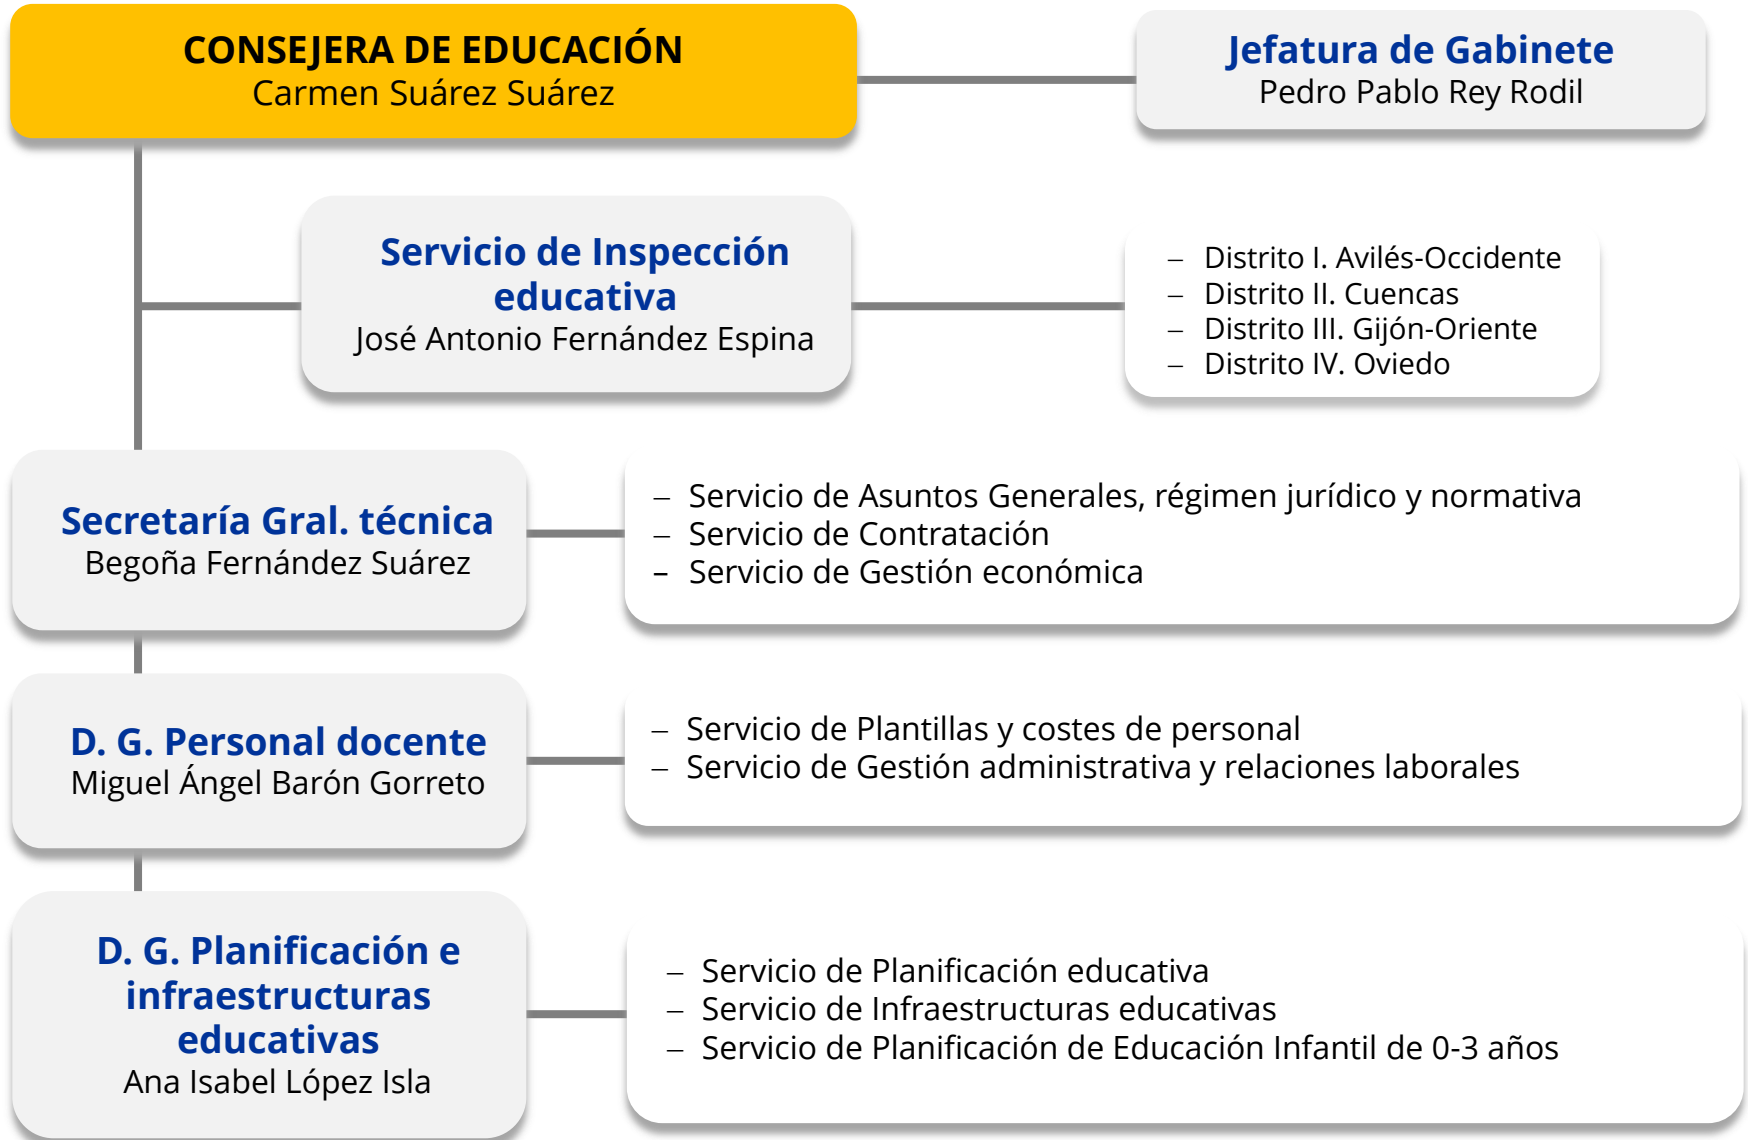 CONSEJERA DE EDUCACIÓN
Carmen Suárez Suárez
Jefatura de Gabinete
Pedro Pablo Rey Rodil
Servicio de Inspección
educativa
José Antonio Fernández Espina
– Distrito I. Avilés-Occidente
– Distrito II. Cuencas
– Distrito III. Gijón-Oriente
– Distrito IV. Oviedo
Secretaría Gral. técnica
Begoña Fernández Suárez
– Servicio de Asuntos Generales, régimen jurídico y normativa
– Servicio de Contratación
– Servicio de Gestión económica
D. G. Personal docente
Miguel Ángel Barón Gorreto
– Servicio de Plantillas y costes de personal
– Servicio de Gestión administrativa y relaciones laborales
D. G. Planificación e
infraestructuras
educativas
Ana Isabel López Isla
– Servicio de Planificación educativa
– Servicio de Infraestructuras educativas
– Servicio de Planificación de Educación Infantil de 0-3 años